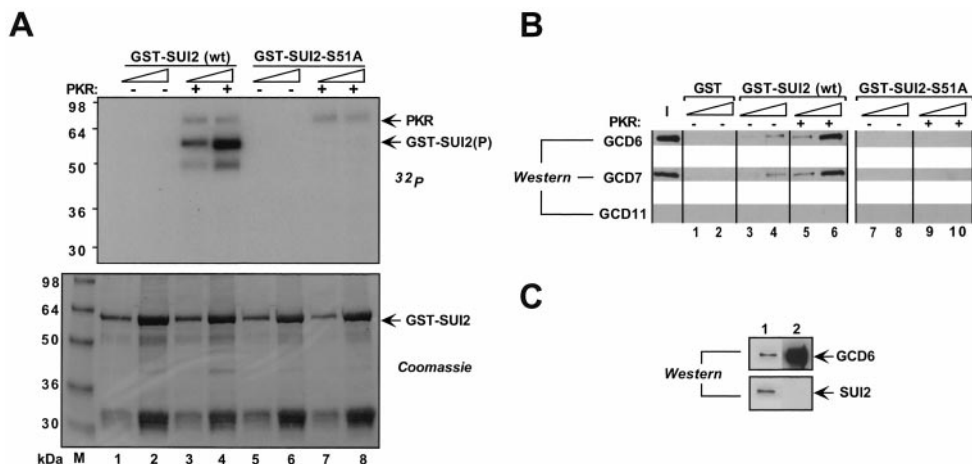 A
GST-SUI2 (wt) GST-SUI2-S51A
PKR: - - + + - - + +
98
64
50
36
30
PKR
GST-SUI2(P)
32P
98
64
50
36
30
GST-SUI2
Coomassie
kDa M 1 2 3 4 5 6 7 8
B
GST GST-SUI2 (wt) GST-SUI2-S51A
I
PKR: - - - - + + - - + +
GCD6
Western GCD7
GCD11
1 2 3 4 5 6 7 8 9 10
C
1 2
GCD6
Western
SUI2